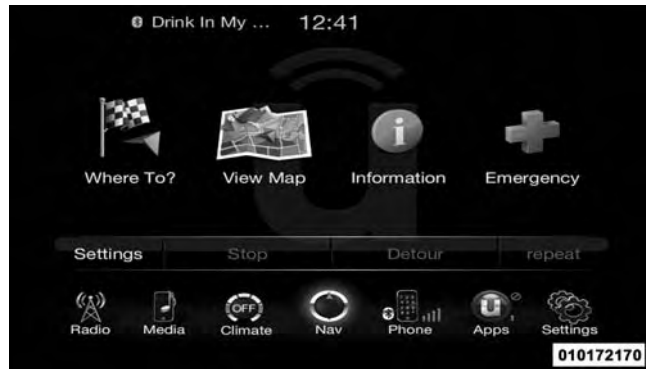 Drink In My ... 12:41
Where To? View Map Information Emergency
Settings Stop Detour repeat
OFF
Radio Media Climate Nav Phone Apps Settings
010172170